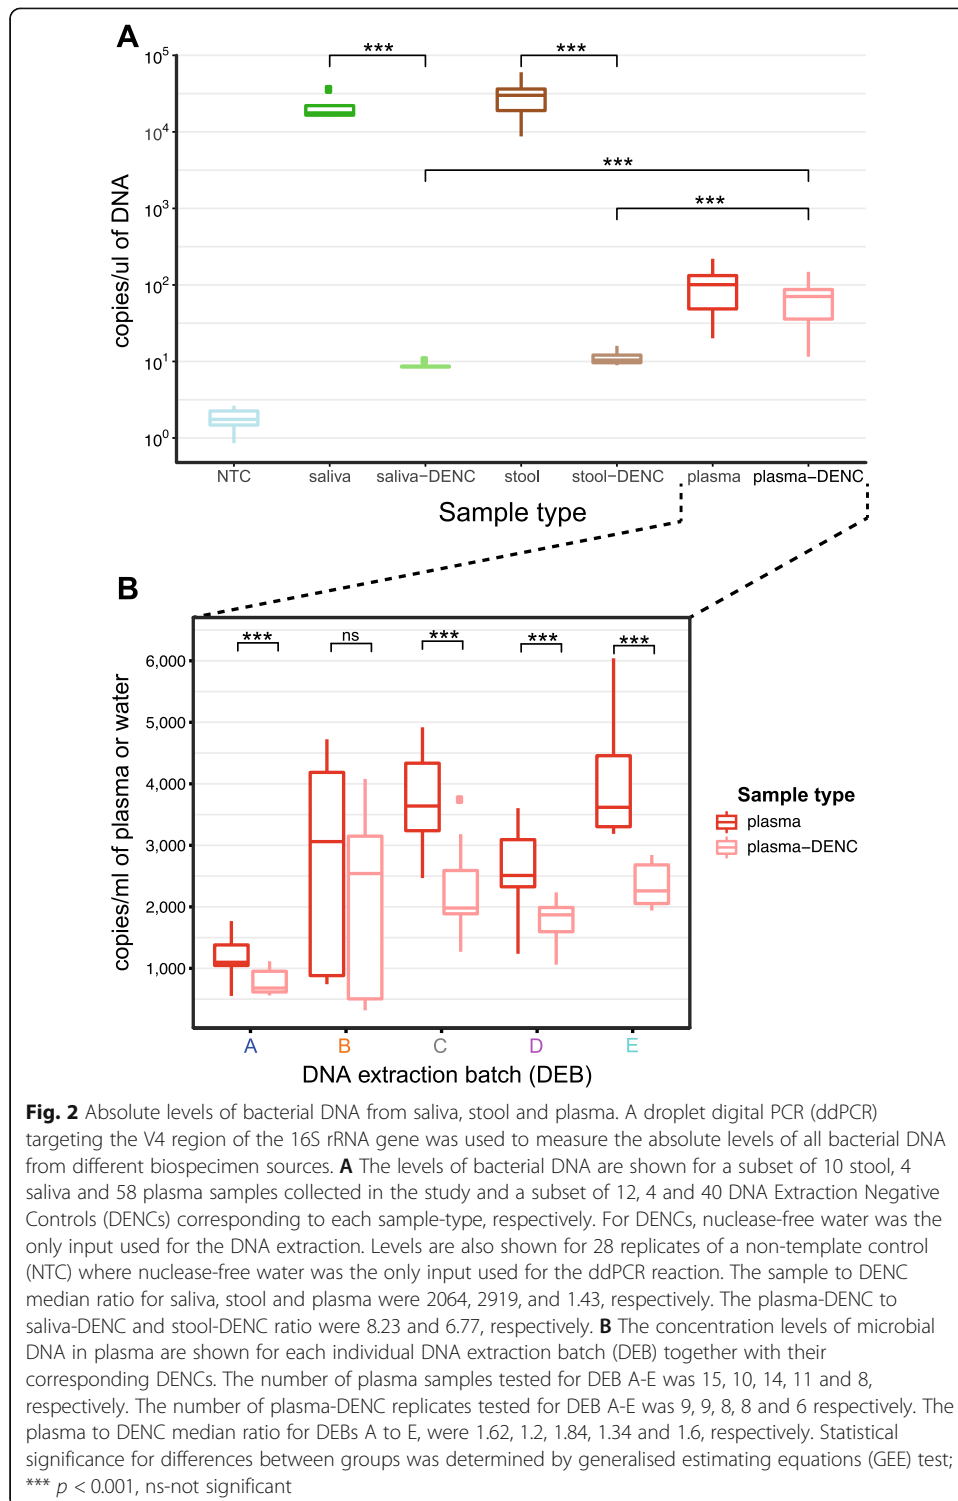 A
copies/ul of DNA
10^5
10^4
10^3
10^2
10^1
10^0
***
***
***
***
NTC
saliva
saliva−DENC
stool
stool−DENC
plasma
plasma−DENC
Sample type
B
copies/ml of plasma or water
6,000
5,000
4,000
3,000
2,000
1,000
***
ns
***
***
***
A
B
C
D
E
DNA extraction batch (DEB)
Sample type
plasma
plasma−DENC
Fig. 2 Absolute levels of bacterial DNA from saliva, stool and plasma. A droplet digital PCR (ddPCR)
targeting the V4 region of the 16S rRNA gene was used to measure the absolute levels of all bacterial DNA
from different biospecimen sources. A The levels of bacterial DNA are shown for a subset of 10 stool, 4
saliva and 58 plasma samples collected in the study and a subset of 12, 4 and 40 DNA Extraction Negative
Controls (DENCs) corresponding to each sample-type, respectively. For DENCs, nuclease-free water was the
only input used for the DNA extraction. Levels are also shown for 28 replicates of a non-template control
(NTC) where nuclease-free water was the only input used for the ddPCR reaction. The sample to DENC
median ratio for saliva, stool and plasma were 2064, 2919, and 1.43, respectively. The plasma-DENC to
saliva-DENC and stool-DENC ratio were 8.23 and 6.77, respectively. B The concentration levels of microbial
DNA in plasma are shown for each individual DNA extraction batch (DEB) together with their
corresponding DENCs. The number of plasma samples tested for DEB A-E was 15, 10, 14, 11 and 8,
respectively. The number of plasma-DENC replicates tested for DEB A-E was 9, 9, 8, 8 and 6 respectively. The
plasma to DENC median ratio for DEBs A to E, were 1.62, 1.2, 1.84, 1.34 and 1.6, respectively. Statistical
significance for differences between groups was determined by generalised estimating equations (GEE) test;
*** p < 0.001, ns-not significant